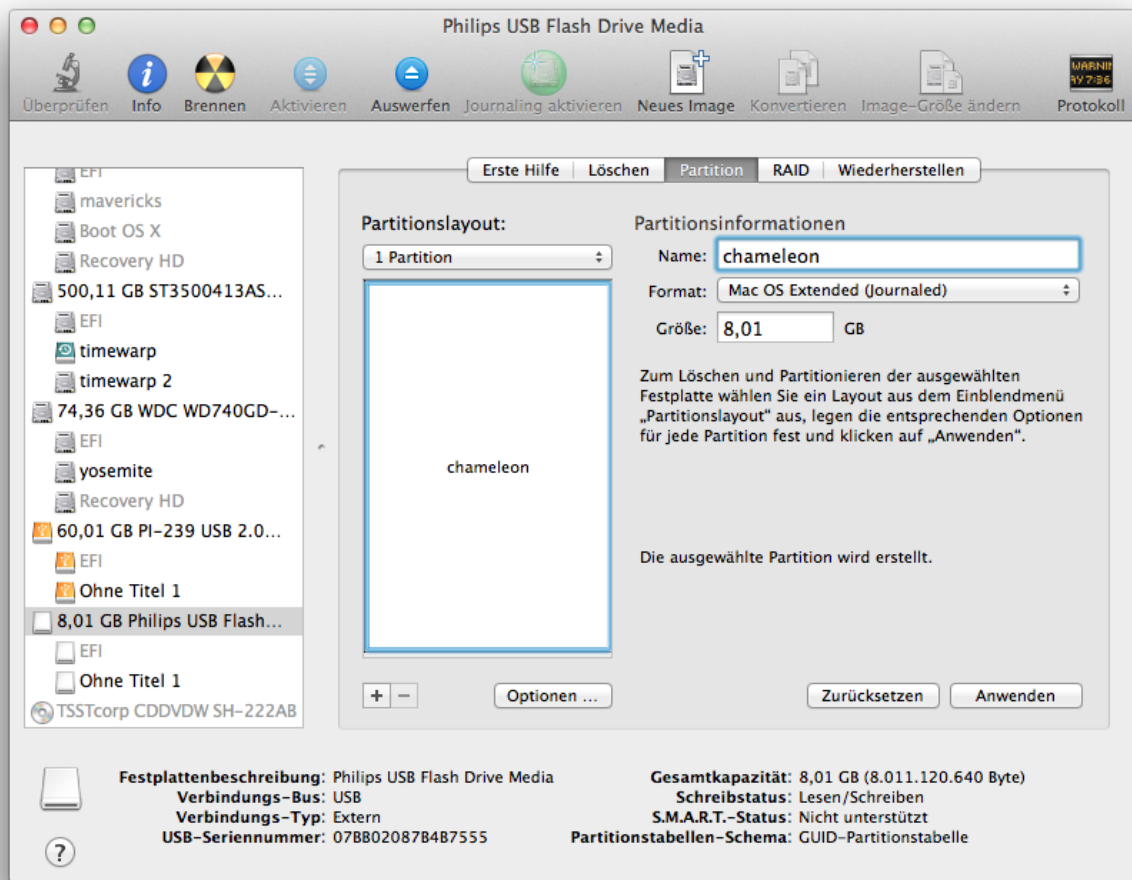 Philips USB Flash Drive Media
Überprüfen Info Brennen Aktivieren Auswerfen Journaling aktivieren Neues Image Konvertieren Image-Größe ändern Protokoll
WARNIN
AY 7:36
EFI
mavericks
Boot OS X
Recovery HD
500,11 GB ST3500413AS...
EFI
timewarp
timewarp 2
74,36 GB WDC WD740GD-...
EFI
yosemite
Recovery HD
60,01 GB PI-239 USB 2.0...
EFI
Ohne Titel 1
8,01 GB Philips USB Flash...
EFI
Ohne Titel 1
TSSTcorp CDDVDW SH-222AB
Erste Hilfe Löschen Partition RAID Wiederherstellen
Partitionslayout:
1 Partition
chameleon
+ −
Optionen ...
Partitionsinformationen
Name: chameleon
Format: Mac OS Extended (Journaled)
Größe: 8,01 GB
Zum Löschen und Partitionieren der ausgewählten
Festplatte wählen Sie ein Layout aus dem Einblendmenü
„Partitionslayout“ aus, legen die entsprechenden Optionen
für jede Partition fest und klicken auf „Anwenden“.
Die ausgewählte Partition wird erstellt.
Zurücksetzen Anwenden
Festplattenbeschreibung: Philips USB Flash Drive Media
Verbindungs-Bus: USB
Verbindungs-Typ: Extern
USB-Seriennummer: 07BB02087B4B7555
Gesamtkapazität: 8,01 GB (8.011.120.640 Byte)
Schreibstatus: Lesen/Schreiben
S.M.A.R.T.-Status: Nicht unterstützt
Partitionstabellen-Schema: GUID-Partitionstabelle
?